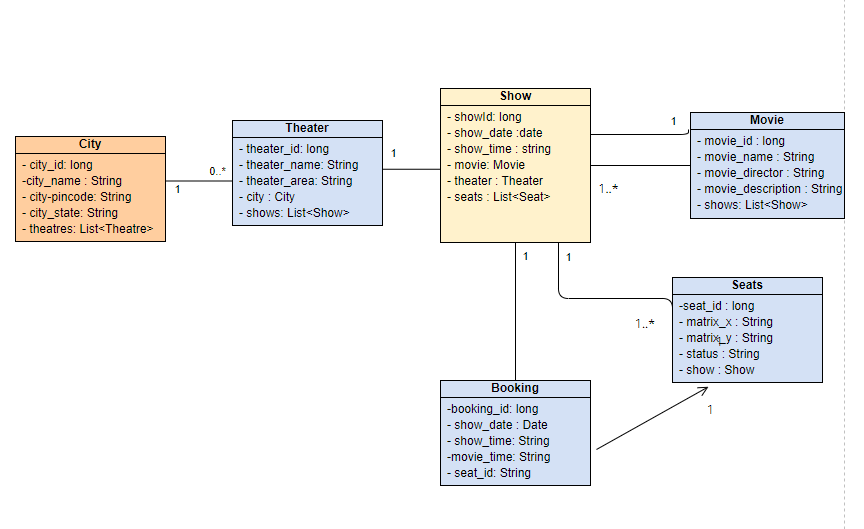 City
- city_id: long
-city_name : String
- city-pincode: String
- city_state: String
- theatres: List<Theatre>
1
0..*
Theater
- theater_id: long
- theater_name: String
- theater_area: String
- city : City
- shows: List<Show>
1
Show
- showId: long
- show_date :date
- show_time : string
- movie: Movie
- theater : Theater
- seats : List<Seat>
1
1..*
Movie
- movie_id : long
- movie_name : String
- movie_director : String
- movie_description : String
- shows: List<Show>
1
1
1..*
Seats
-seat_id : long
- matrix_x : String
- matrix_y : String
- status : String
- show : Show
Booking
-booking_id: long
- show_date : Date
- show_time: String
-movie_time: String
- seat_id: String
1